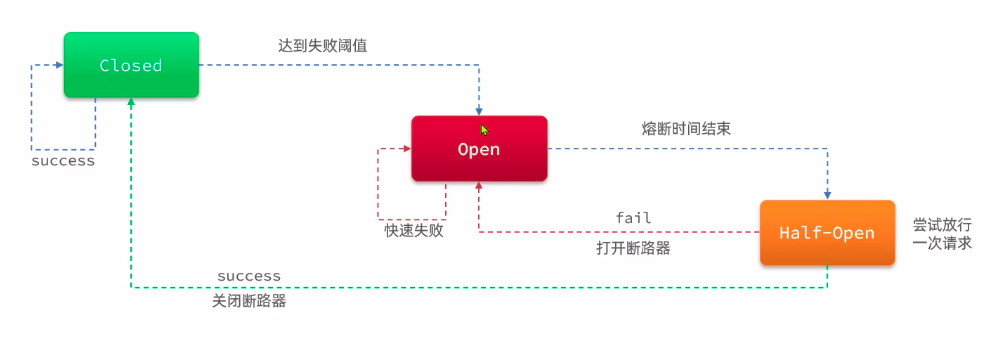 达到失败阈值
Closed
success
Open
熔断时间结束
快速失败
fail
打开断路器
Half-Open
尝试放行
一次请求
success
关闭断路器